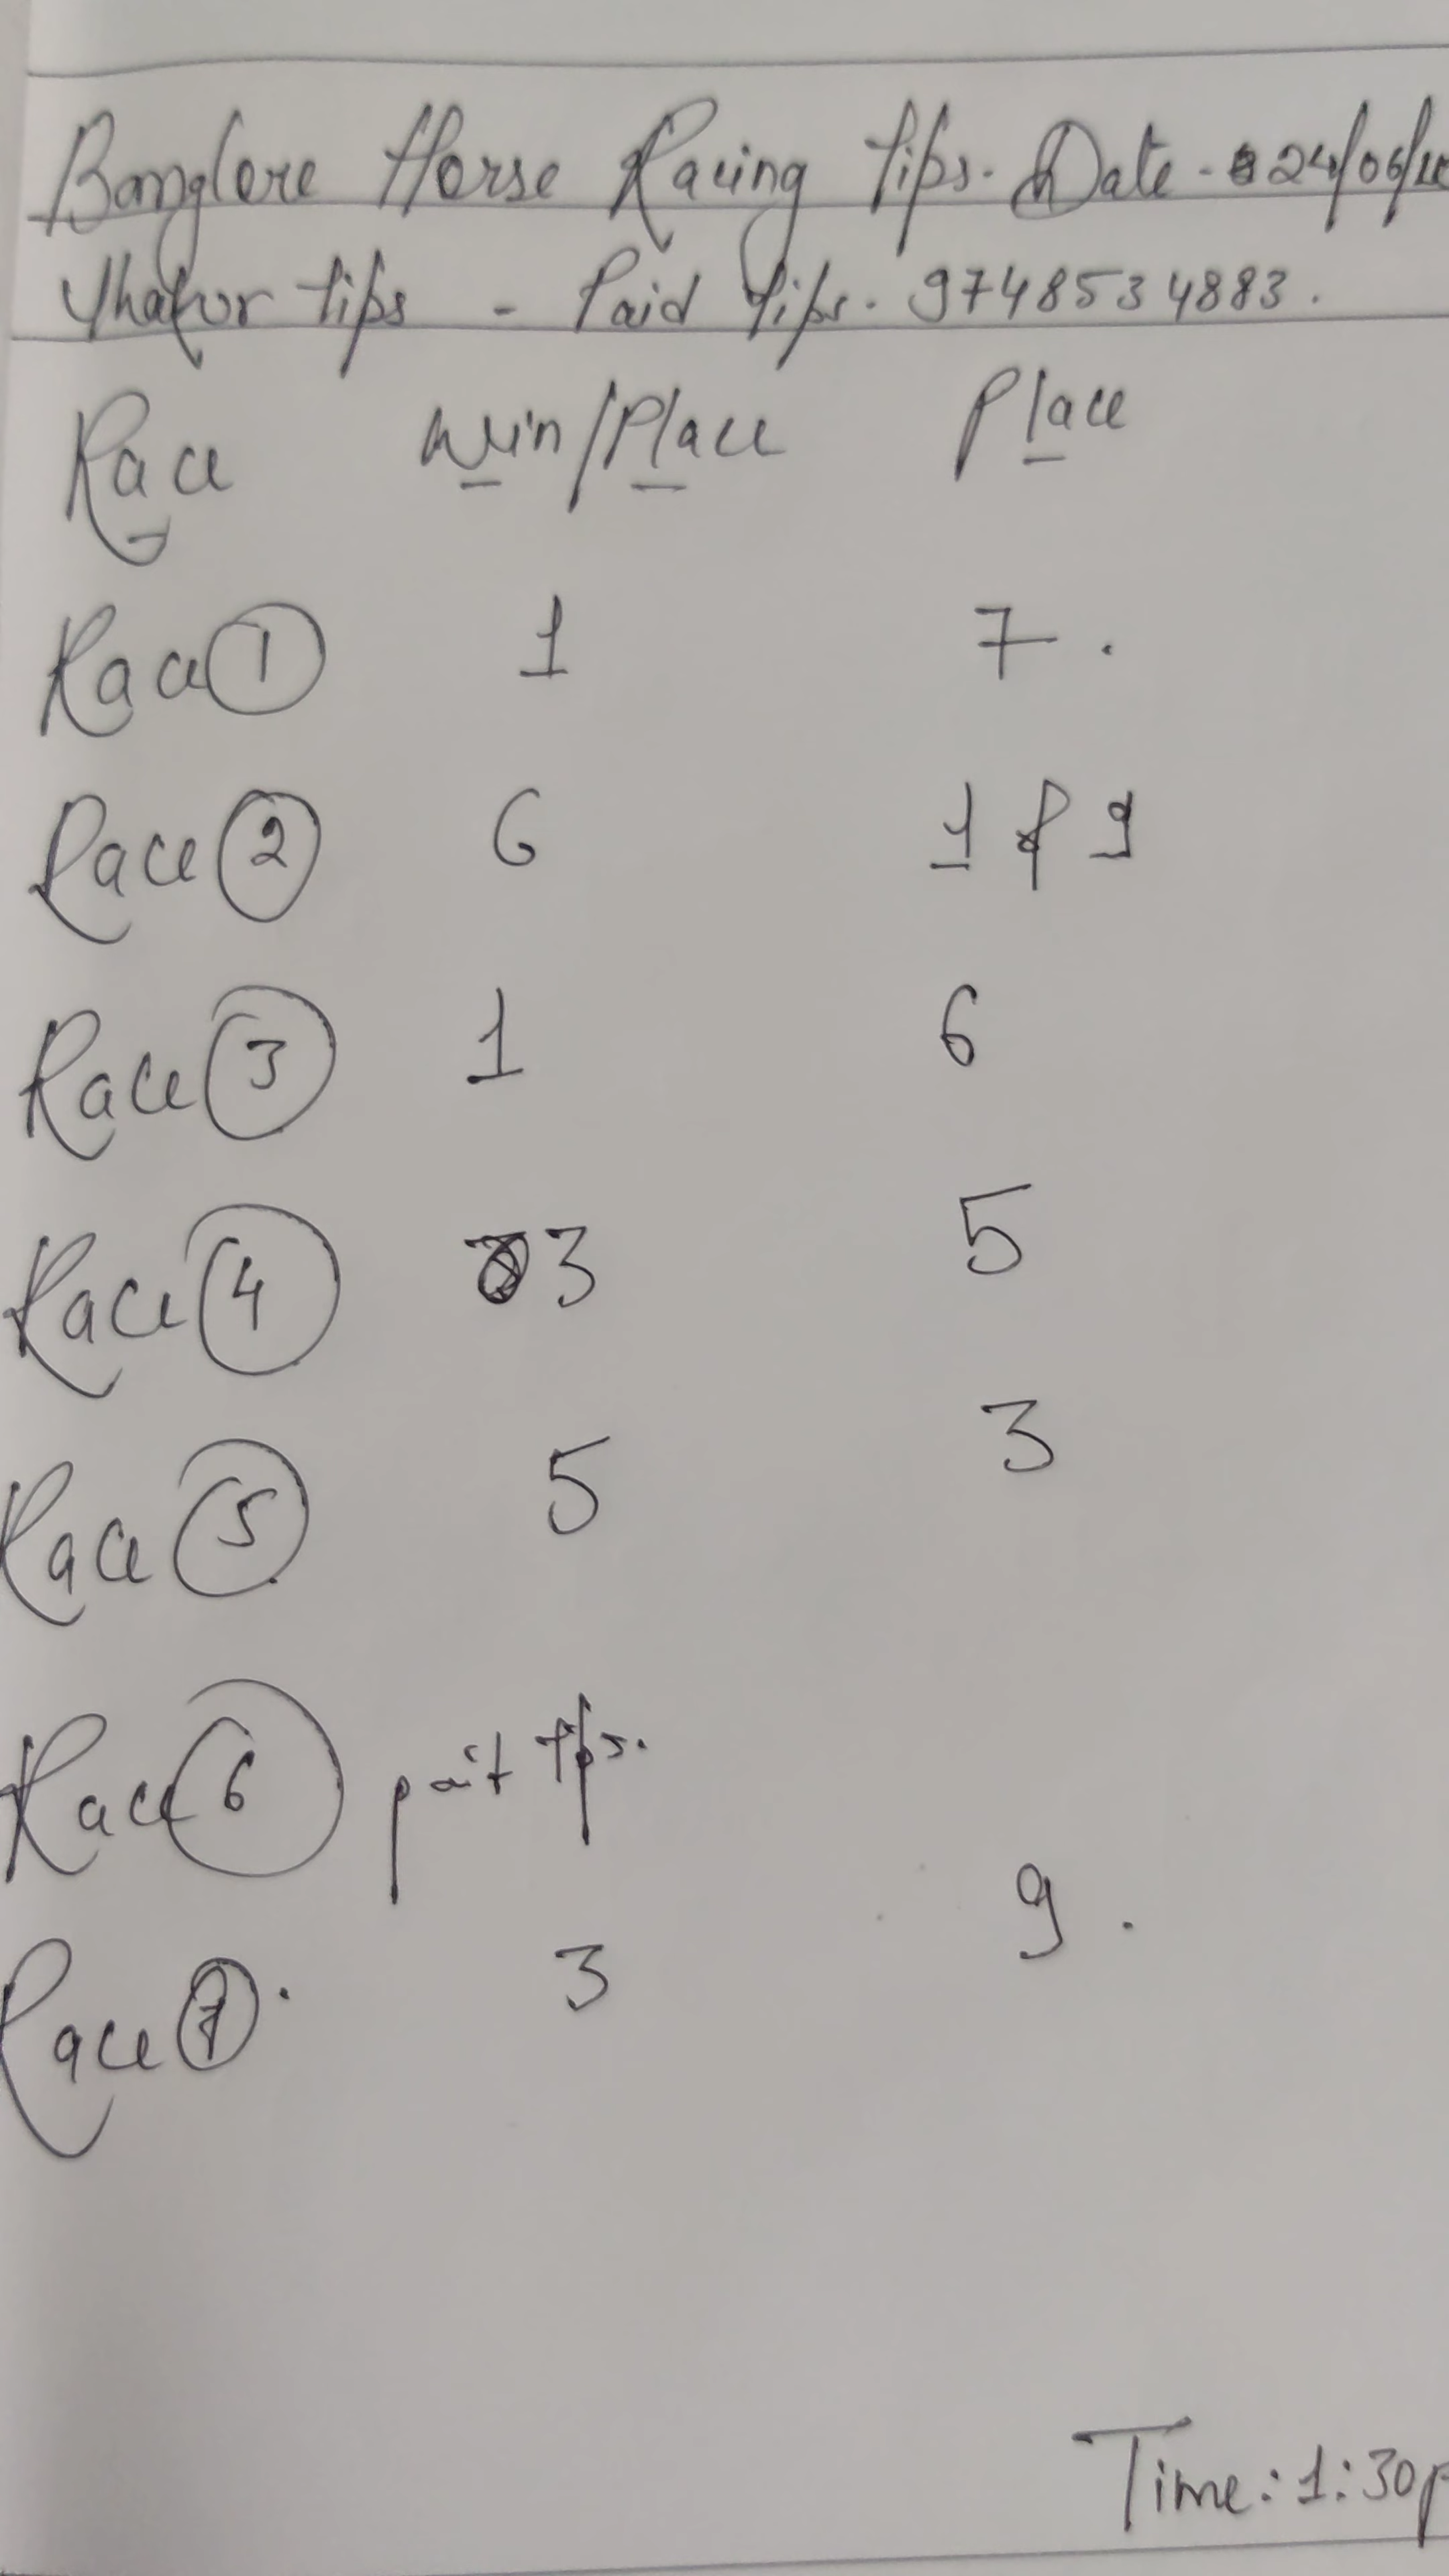 Banglore Horse Racing tips. Date - 24/06/
Thakur tips - Paid tips. 9748534883.
Race Win/Place Place
Race 1 1 7.
Race 2 6 1 & 9
Race 3 1 6
Race 4 3 5
Race 5 5 3
Race 6 pait tips.
Race 7. 3 9.
Time: 1:30p